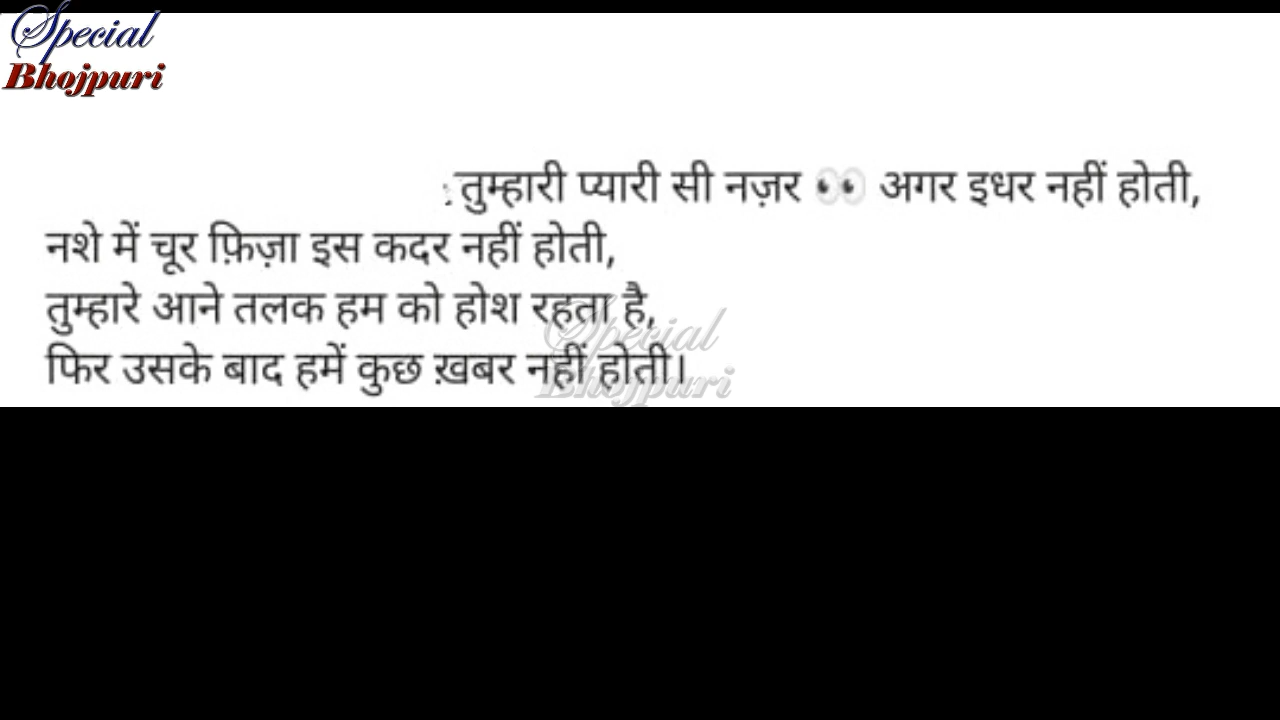 Special
Bhojpuri
तुम्हारी प्यारी सी नज़र 👀 अगर इधर नहीं होती,
नशे में चूर फ़िज़ा इस कदर नहीं होती,
तुम्हारे आने तलक हम को होश रहता है,
फिर उसके बाद हमें कुछ ख़बर नहीं होती।
Special
Bhojpuri